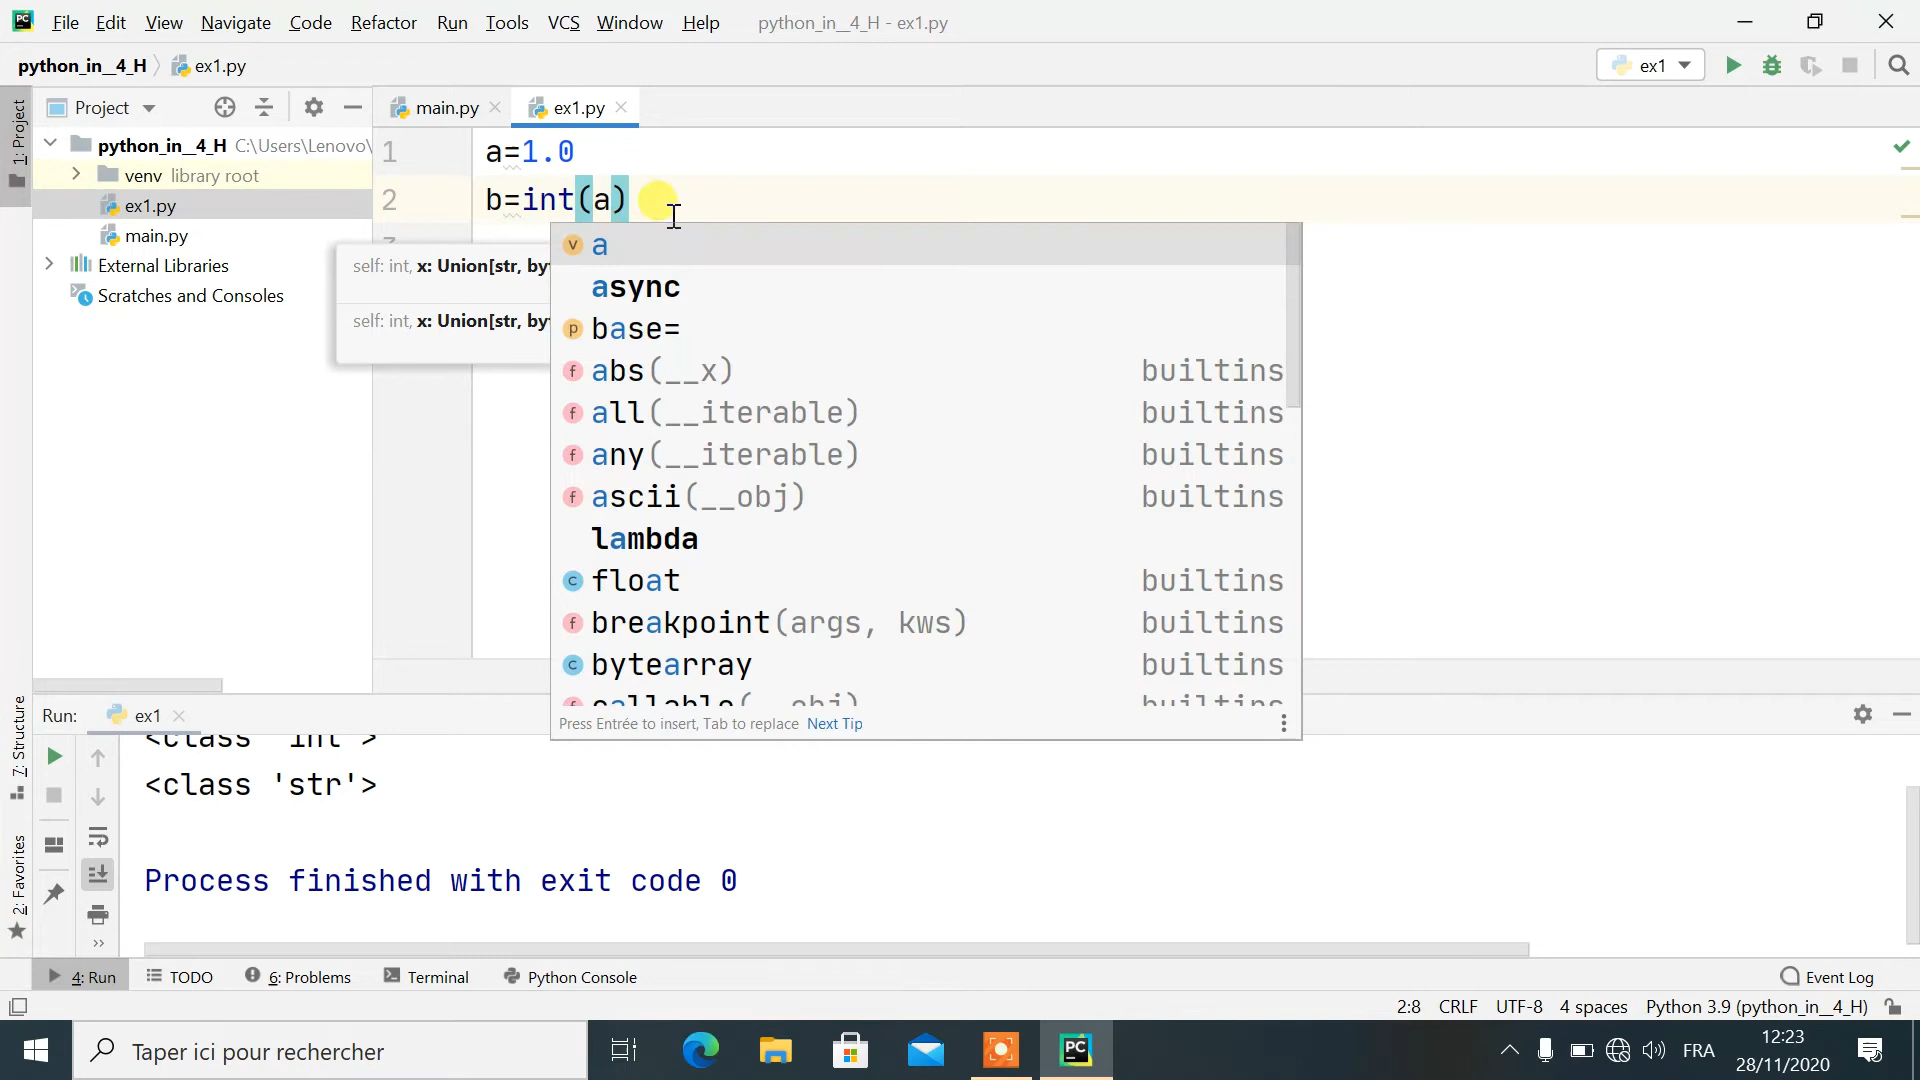 File Edit View Navigate Code Refactor Run Tools VCS Window Help python_in__4_H - ex1.py
python_in__4_H ex1.py ex1
1: Project
Project
main.py ex1.py
python_in__4_H C:\Users\Lenovo\
venv library root
ex1.py
main.py
External Libraries
Scratches and Consoles
1 a=1.0
2 b=int(a)
self: int, x: Union[str, by
self: int, x: Union[str, by
a
async
base=
abs(__x) builtins
all(__iterable) builtins
any(__iterable) builtins
ascii(__obj) builtins
lambda
float builtins
breakpoint(args, kws) builtins
bytearray builtins
callable(__obj) builtins
Press Entrée to insert, Tab to replace Next Tip
7: Structure
2: Favorites
Run: ex1
<class 'int'>
<class 'str'>
Process finished with exit code 0
4: Run TODO 6: Problems Terminal Python Console Event Log
2:8 CRLF UTF-8 4 spaces Python 3.9 (python_in__4_H)
Taper ici pour rechercher
PC
FRA
12:23
28/11/2020